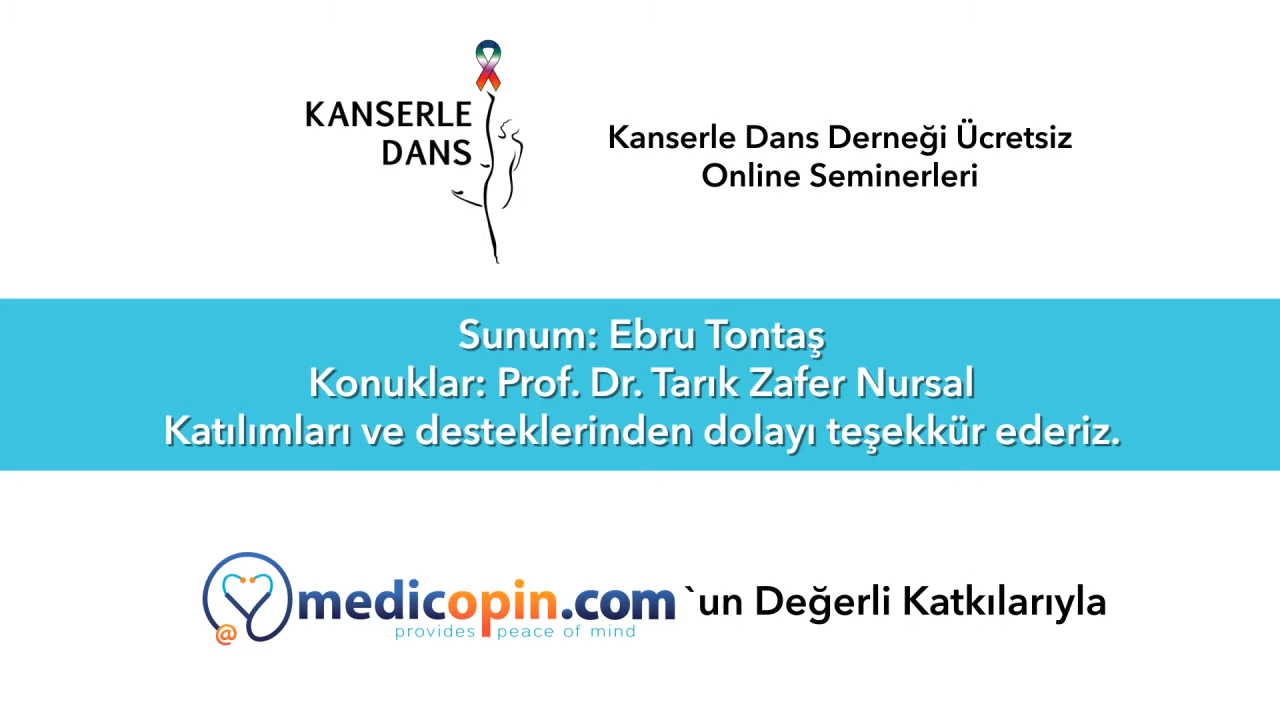 KANSERLE
DANS
Kanserle Dans Derneği Ücretsiz
Online Seminerleri
Sunum: Ebru Tontaş
Konuklar: Prof. Dr. Tarık Zafer Nursal
Katılımları ve desteklerinden dolayı teşekkür ederiz.
@ medicopin.com `un Değerli Katkılarıyla
provides peace of mind